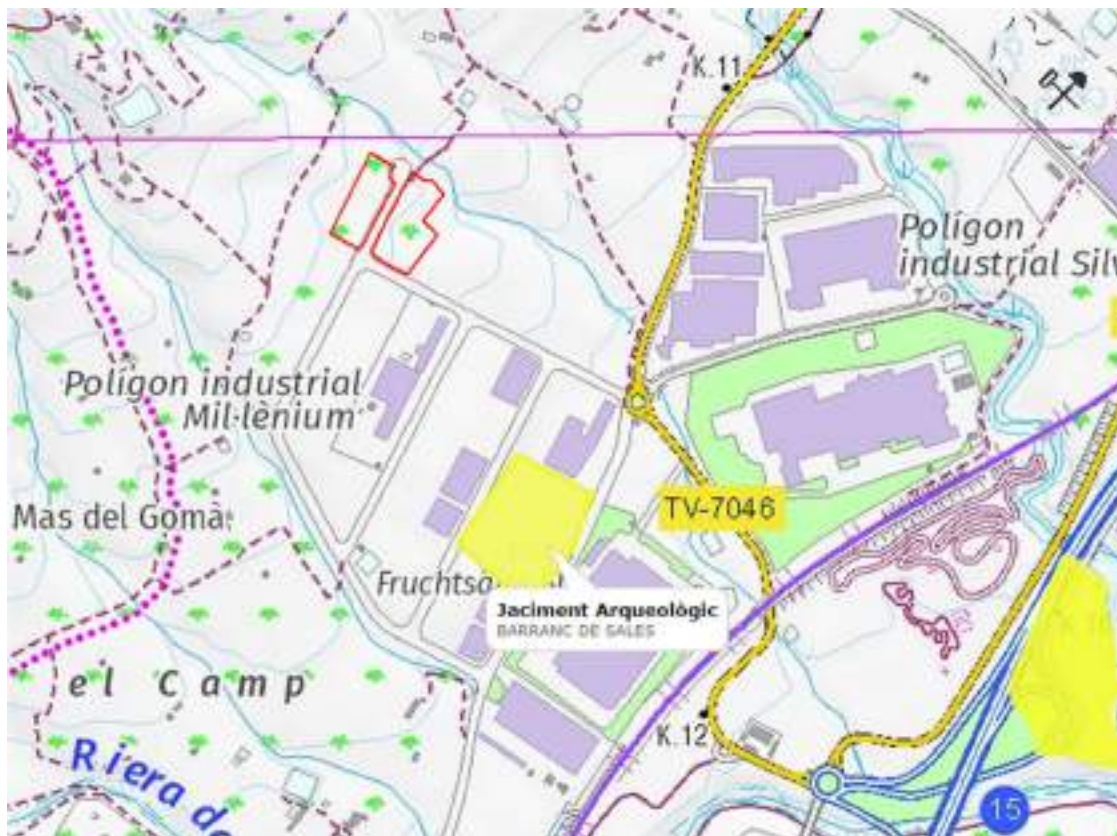 K.11
Polígon
industrial Silv
Polígon industrial
Mil·lènium
TV-7046
Mas del Gomà
Fruchtsa
Jaciment Arqueològic
BARRANC DE SALES
el Camp
K.12
Riera de
15